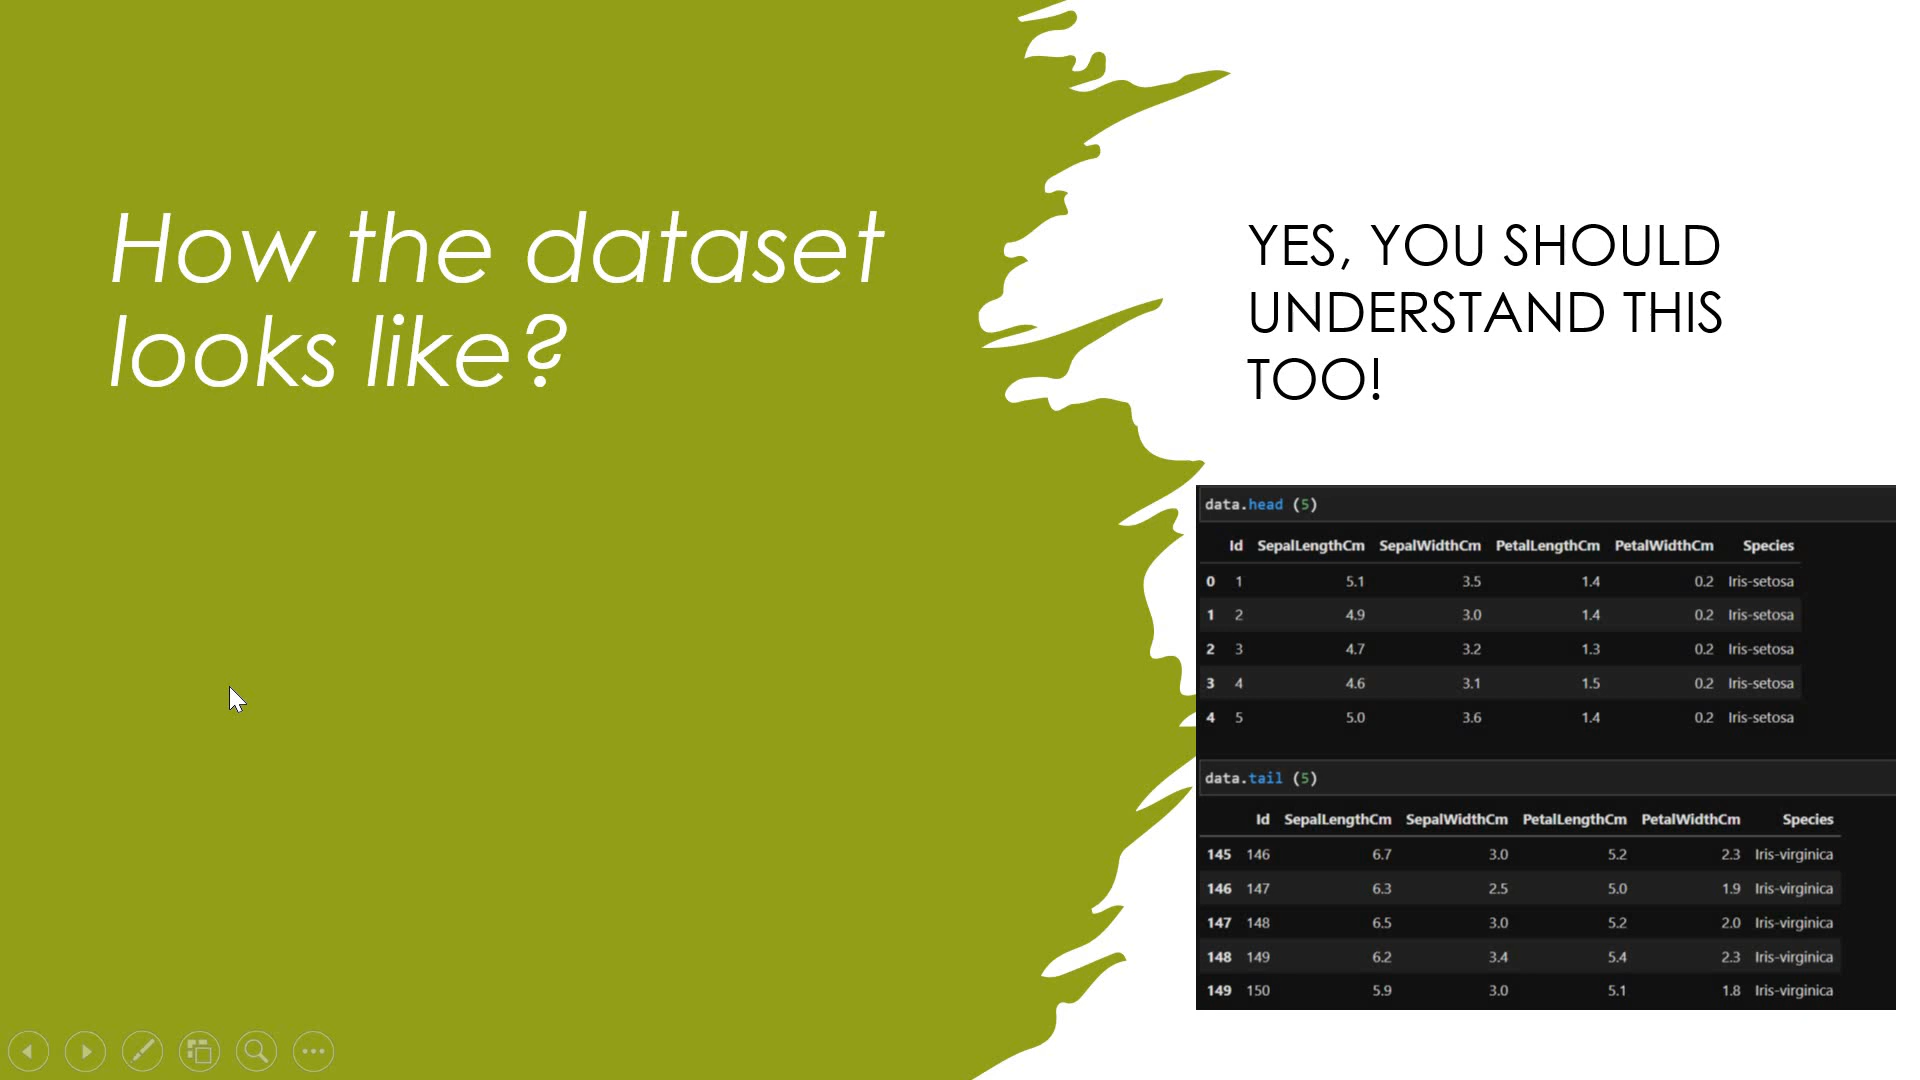 How the dataset
looks like?
YES, YOU SHOULD
UNDERSTAND THIS
TOO!
data.head (5)
Id SepalLengthCm SepalWidthCm PetalLengthCm PetalWidthCm Species
0 1 5.1 3.5 1.4 0.2 Iris-setosa
1 2 4.9 3.0 1.4 0.2 Iris-setosa
2 3 4.7 3.2 1.3 0.2 Iris-setosa
3 4 4.6 3.1 1.5 0.2 Iris-setosa
4 5 5.0 3.6 1.4 0.2 Iris-setosa
data.tail (5)
Id SepalLengthCm SepalWidthCm PetalLengthCm PetalWidthCm Species
145 146 6.7 3.0 5.2 2.3 Iris-virginica
146 147 6.3 2.5 5.0 1.9 Iris-virginica
147 148 6.5 3.0 5.2 2.0 Iris-virginica
148 149 6.2 3.4 5.4 2.3 Iris-virginica
149 150 5.9 3.0 5.1 1.8 Iris-virginica